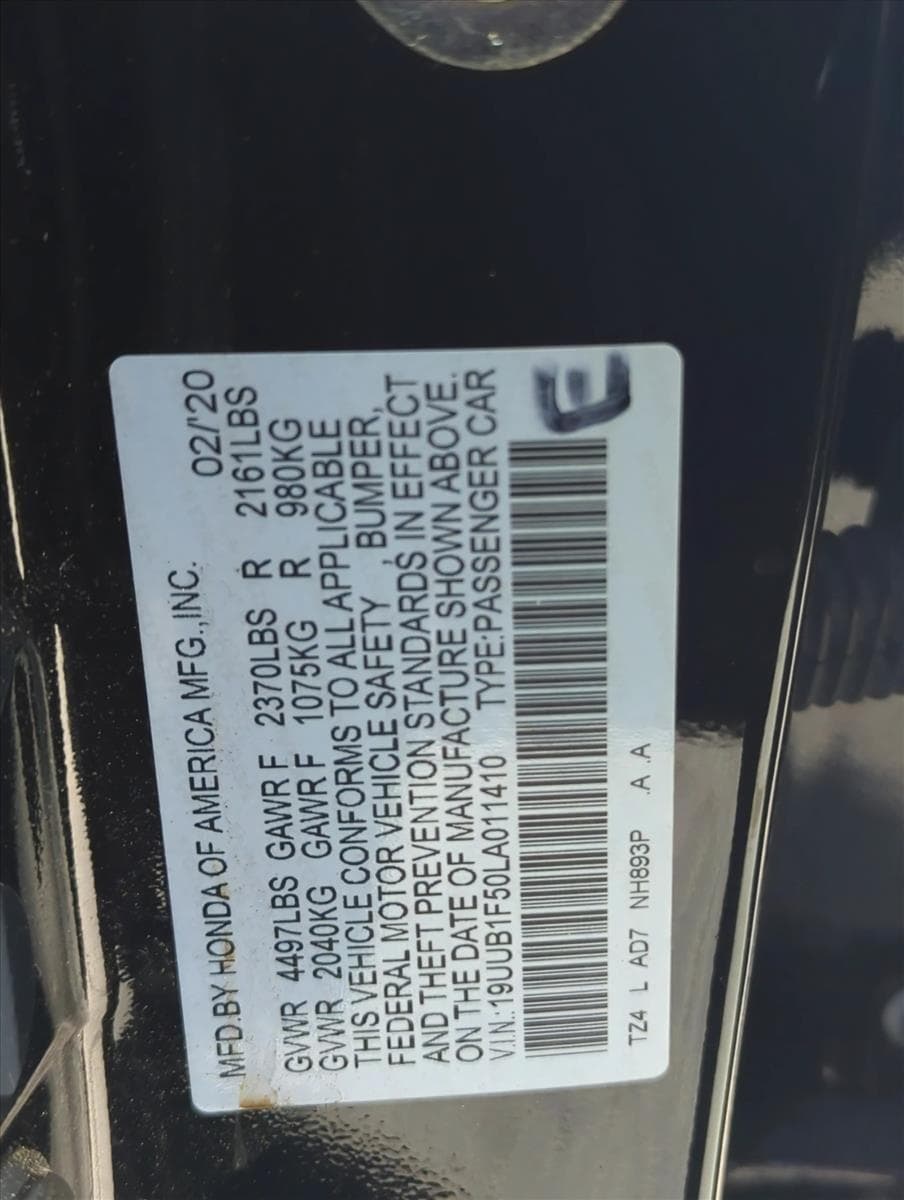 MFD.BY HONDA OF AMERICA MFG.,INC. 02/'20
GVWR 4497LBS GAWR F 2370LBS R 2161LBS
GVWR 2040KG GAWR F 1075KG R 980KG
THIS VEHICLE CONFORMS TO ALL APPLICABLE
FEDERAL MOTOR VEHICLE SAFETY, BUMPER,
AND THEFT PREVENTION STANDARDS IN EFFECT
ON THE DATE OF MANUFACTURE SHOWN ABOVE.
V.I.N.:19UUB1F50LA011410 TYPE:PASSENGER CAR
E
TZ4 L AD7 NH893P .A .A